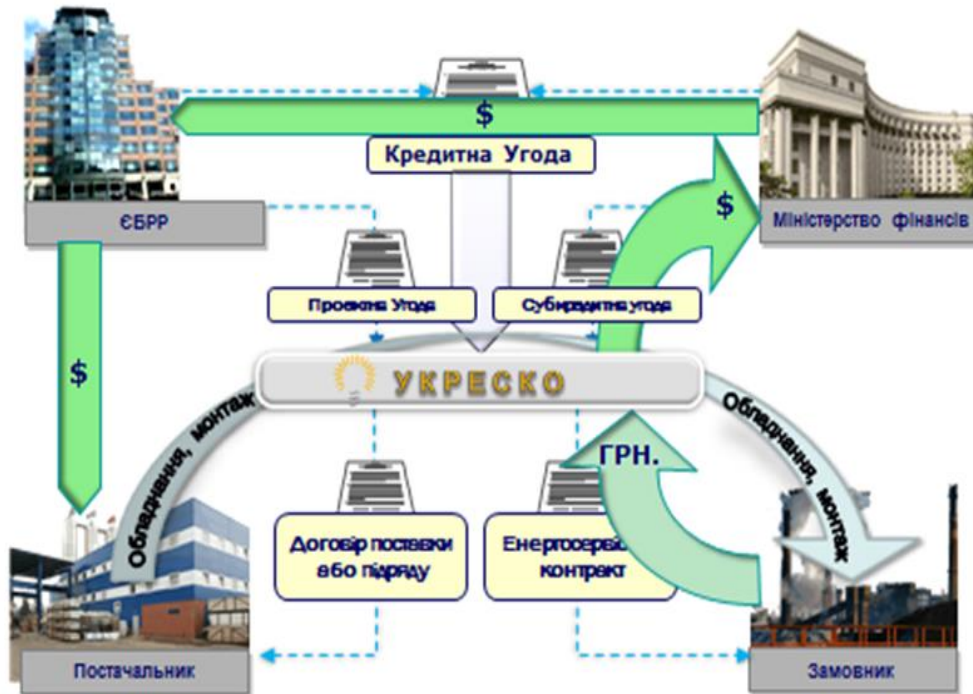 $
Кредитна Угода
$
ЄБРР
Міністерство фінансів
Проектна Угода
Субкредитна угода
$
УКРЕСКО
Обладнання, монтаж
Обладнання, монтаж
ГРН.
Договір поставки
або підряду
контракт
Постачальник
Замовник